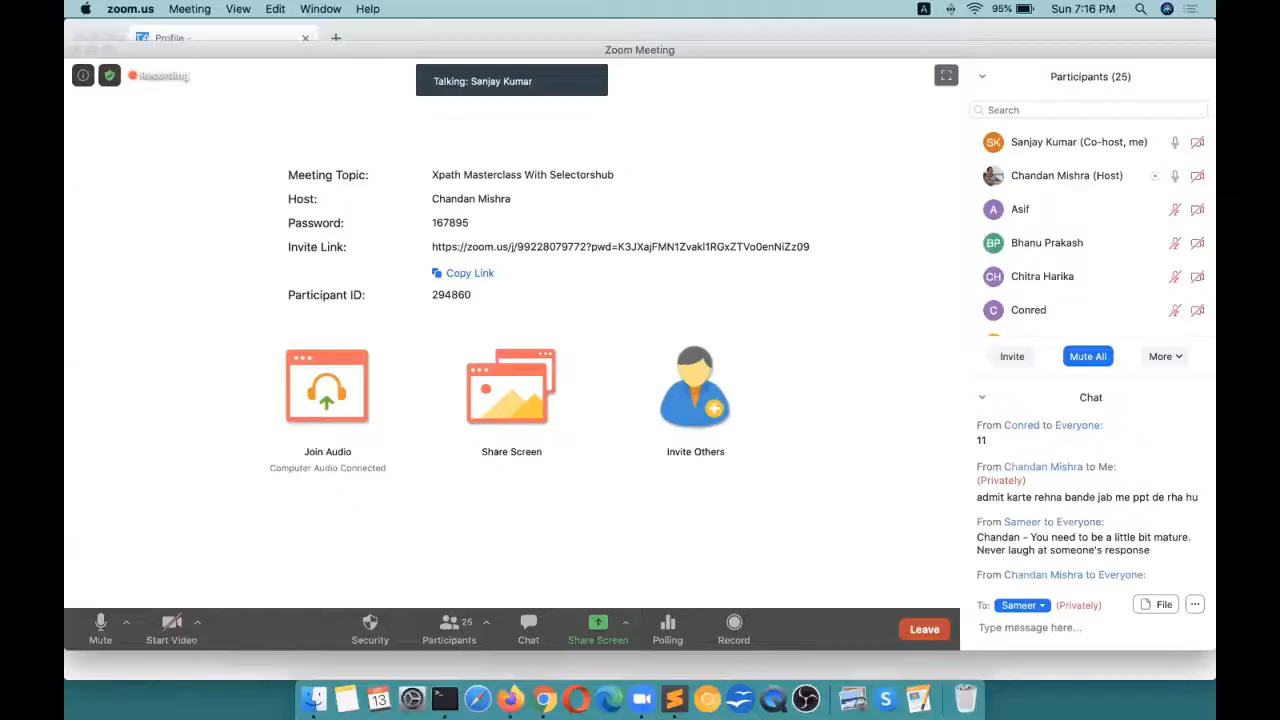 zoom.us Meeting View Edit Window Help A 95% Sun 7:16 PM
Profile -
Zoom Meeting
Recording
Talking: Sanjay Kumar
Meeting Topic: Xpath Masterclass With Selectorshub
Host: Chandan Mishra
Password: 167895
Invite Link: https://zoom.us/j/99228079772?pwd=K3JXajFMN1Zvakl1RGxZTVo0enNiZz09
Copy Link
Participant ID: 294860
Join Audio
Computer Audio Connected
Share Screen
Invite Others
Participants (25)
Search
SK Sanjay Kumar (Co-host, me)
Chandan Mishra (Host)
A Asif
BP Bhanu Prakash
CH Chitra Harika
C Conred
Invite Mute All More
Chat
From Conred to Everyone:
11
From Chandan Mishra to Me:
(Privately)
admit karte rehna bande jab me ppt de rha hu
From Sameer to Everyone:
Chandan - You need to be a little bit mature.
Never laugh at someone's response
From Chandan Mishra to Everyone:
To: Sameer (Privately) File
Type message here...
Mute Start Video Security Participants 25 Chat Share Screen Polling Record Leave
13
S